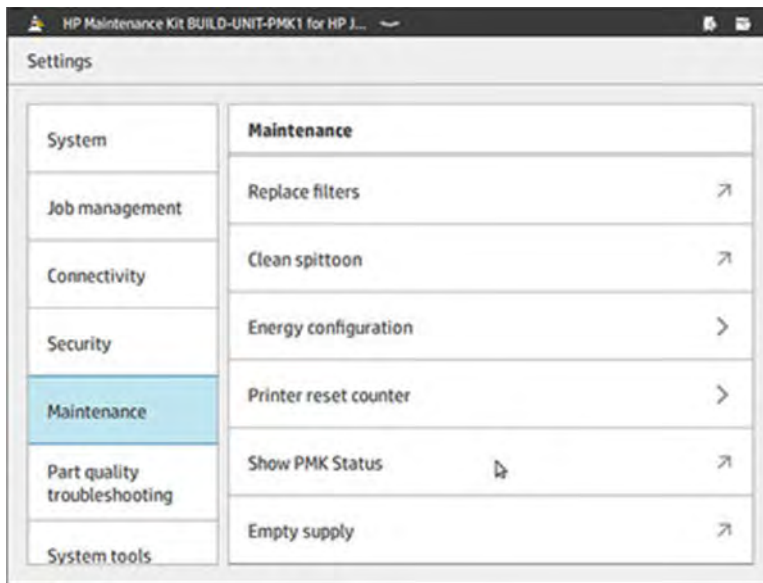 HP Maintenance Kit BUILD-UNIT-PMK1 for HP J...
Settings
System
Job management
Connectivity
Security
Maintenance
Part quality
troubleshooting
System tools
Maintenance
Replace filters
Clean spittoon
Energy configuration
Printer reset counter
Show PMK Status
Empty supply